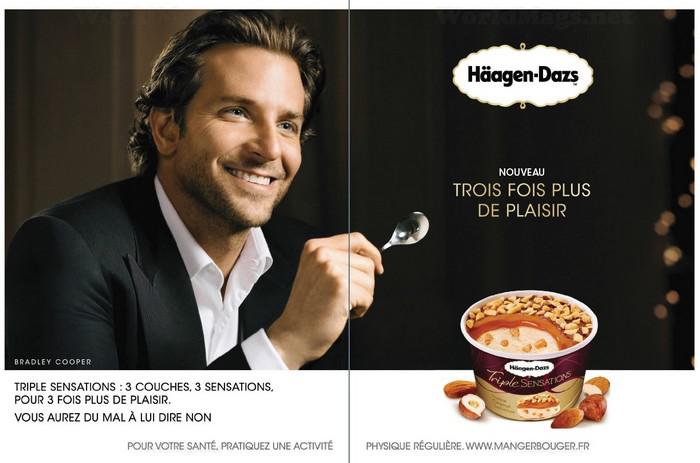 WorldMags.net
WorldMags.net
Häagen-Dazs
NOUVEAU
TROIS FOIS PLUS
DE PLAISIR
BRADLEY COOPER
Häagen-Dazs
Triple SENSATIONS
TRIPLE SENSATIONS : 3 COUCHES, 3 SENSATIONS,
POUR 3 FOIS PLUS DE PLAISIR.
VOUS AUREZ DU MAL À LUI DIRE NON
POUR VOTRE SANTÉ, PRATIQUEZ UNE ACTIVITÉ PHYSIQUE RÉGULIÈRE. WWW.MANGERBOUGER.FR